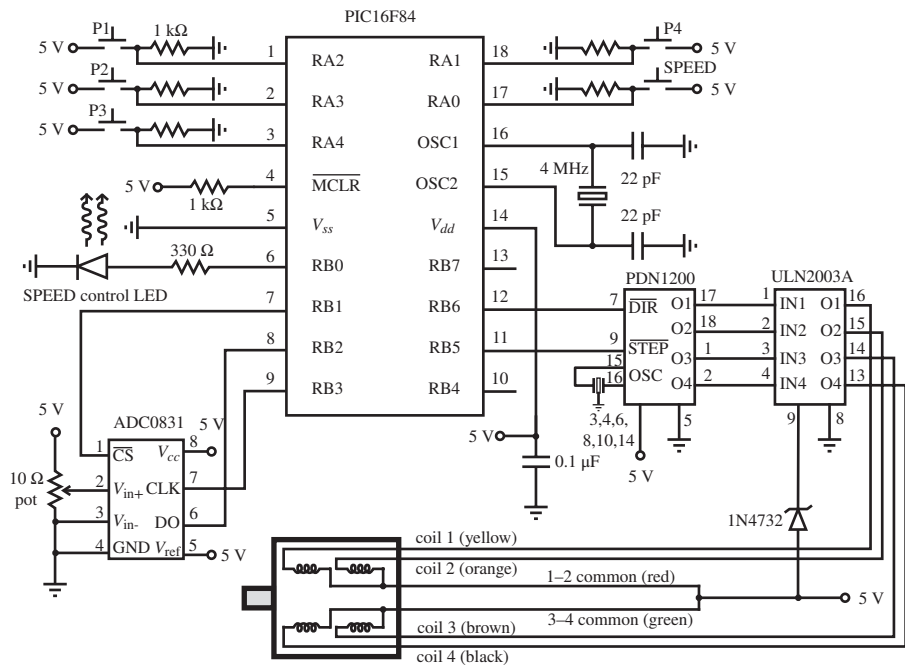 PIC16F84
P1
5 V
1 kΩ
1
RA2
RA1
18
P4
5 V
P2
5 V
2
RA3
RA0
17
SPEED
5 V
P3
5 V
3
RA4
OSC1
16
4 MHz
22 pF
5 V
1 kΩ
4
MCLR
OSC2
15
22 pF
5
Vss
Vdd
14
330 Ω
6
RB0
RB7
13
SPEED control LED
7
RB1
RB6
12
8
RB2
RB5
11
9
RB3
RB4
10
PDN1200
7
DIR
O1
17
O2
18
9
STEP
O3
1
15
OSC
16
O4
2
3,4,6,
8,10,14
5
5 V
ULN2003A
1
IN1
O1
16
2
IN2
O2
15
3
IN3
O3
14
4
IN4
O4
13
9
8
5 V
0.1 μF
5 V
ADC0831
5 V
1
CS
Vcc
8
10 Ω
pot
2
Vin+
CLK
7
3
Vin-
DO
6
4
GND
Vref
5
5 V
1N4732
coil 1 (yellow)
coil 2 (orange)
1–2 common (red)
5 V
3–4 common (green)
coil 3 (brown)
coil 4 (black)